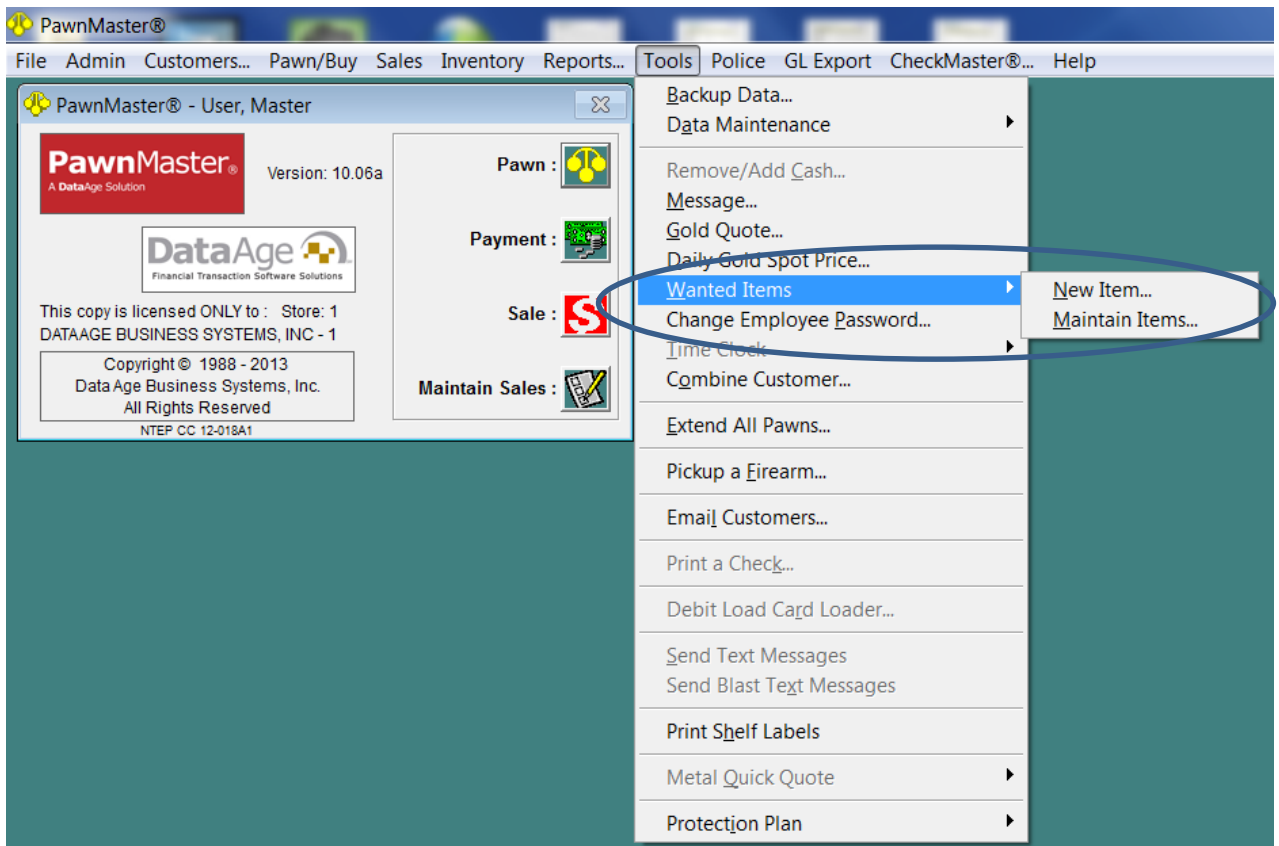 PawnMaster®
File Admin Customers... Pawn/Buy Sales Inventory Reports... Tools Police GL Export CheckMaster®... Help
PawnMaster® - User, Master
PawnMaster®
A DataAge Solution
Version: 10.06a
DataAge
Financial Transaction Software Solutions
This copy is licensed ONLY to : Store: 1
DATAAGE BUSINESS SYSTEMS, INC - 1
Copyright © 1988 - 2013
Data Age Business Systems, Inc.
All Rights Reserved
NTEP CC 12-018A1
Pawn :
Payment :
Sale :
Maintain Sales :
Backup Data...
Data Maintenance
Remove/Add Cash...
Message...
Gold Quote...
Daily Gold Spot Price...
Wanted Items
Change Employee Password...
Time Clock
Combine Customer...
Extend All Pawns...
Pickup a Firearm...
Email Customers...
Print a Check...
Debit Load Card Loader...
Send Text Messages
Send Blast Text Messages
Print Shelf Labels
Metal Quick Quote
Protection Plan
New Item...
Maintain Items...